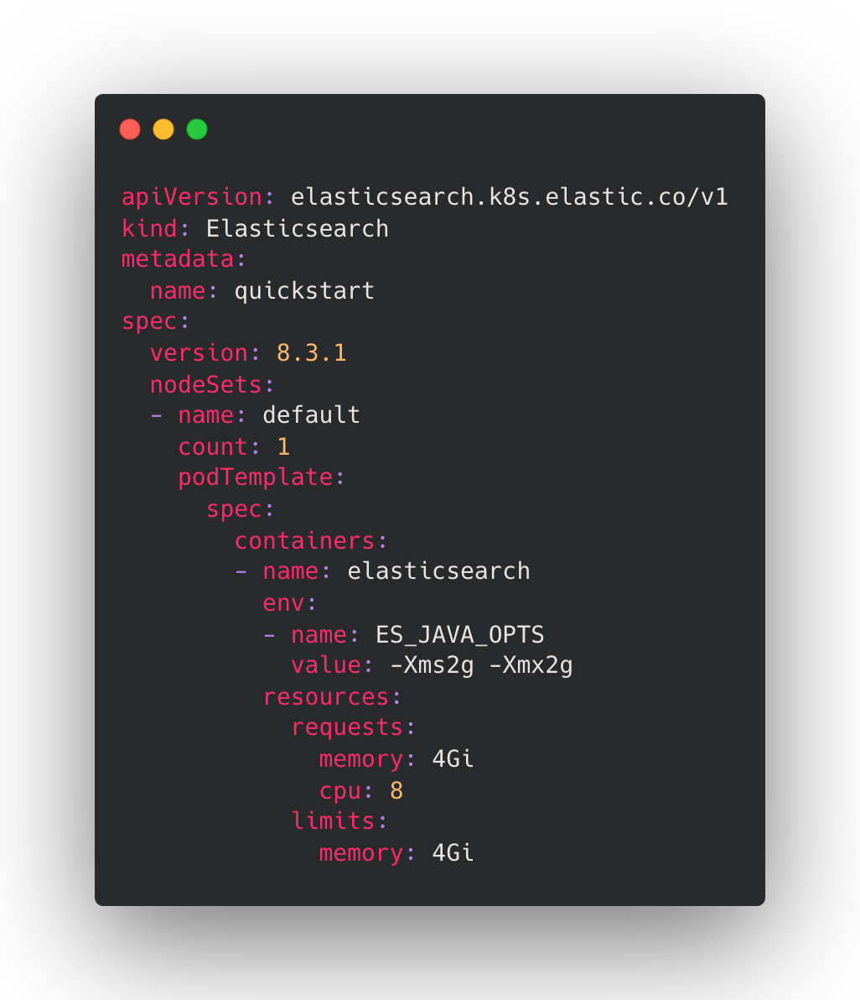 apiVersion: elasticsearch.k8s.elastic.co/v1
kind: Elasticsearch
metadata:
  name: quickstart
spec:
  version: 8.3.1
  nodeSets:
  - name: default
    count: 1
    podTemplate:
      spec:
        containers:
        - name: elasticsearch
          env:
          - name: ES_JAVA_OPTS
            value: -Xms2g -Xmx2g
          resources:
            requests:
              memory: 4Gi
              cpu: 8
            limits:
              memory: 4Gi